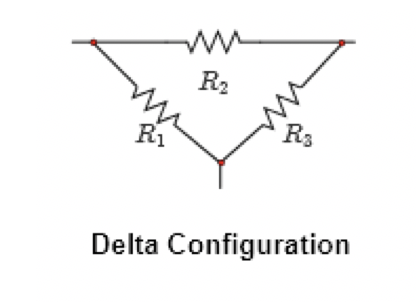 R₂
R₁ R₃
Delta Configuration